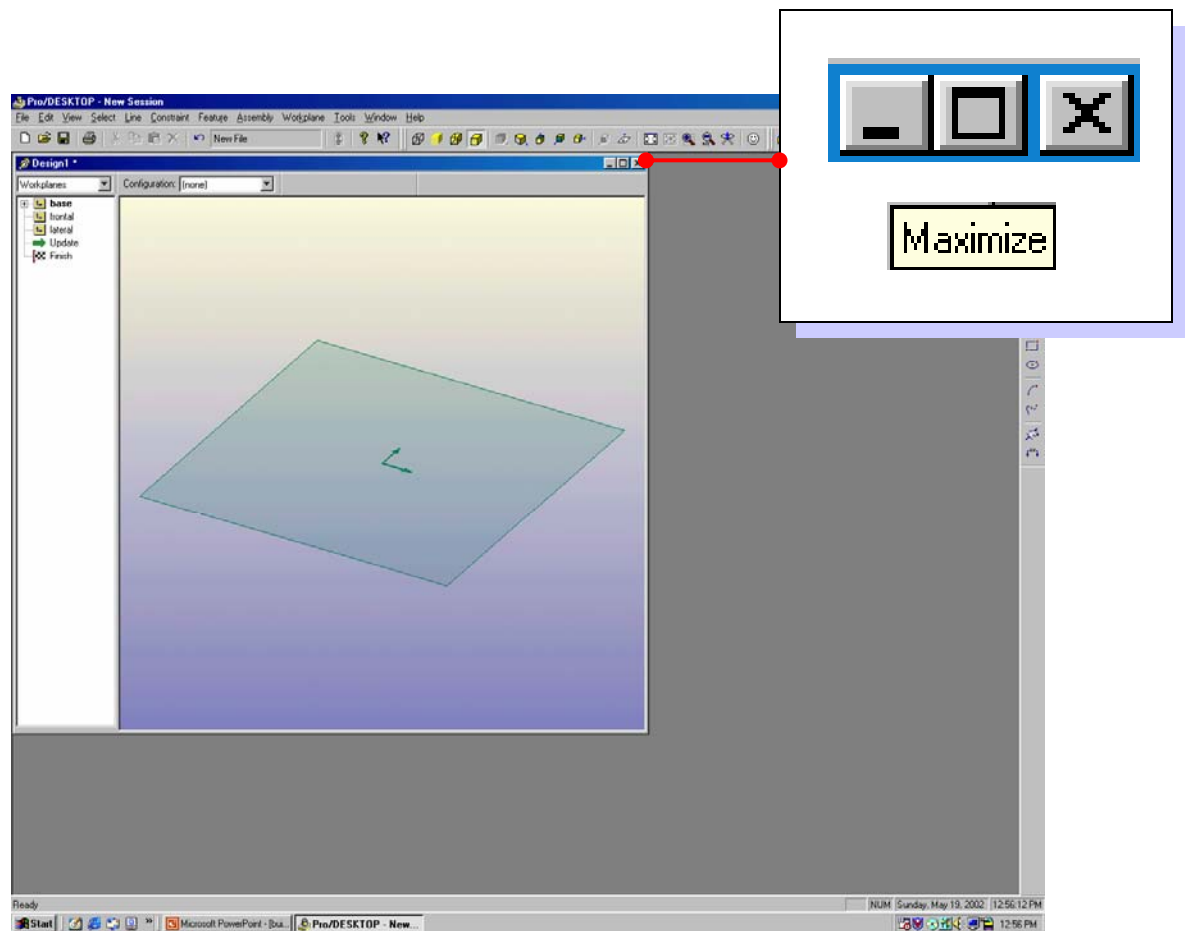 Maximize
Pro/DESKTOP - New Session
File Edit View Select Line Constraint Feature Assembly Workplane Tools Window Help
New File
Design1 *
Workplanes Configuration: (none)
base
frontal
lateral
Update
Finish
Ready NUM Sunday, May 19, 2002 12:56:12 PM
Start Microsoft PowerPoint - Pro/DESKTOP - New... 12:56 PM